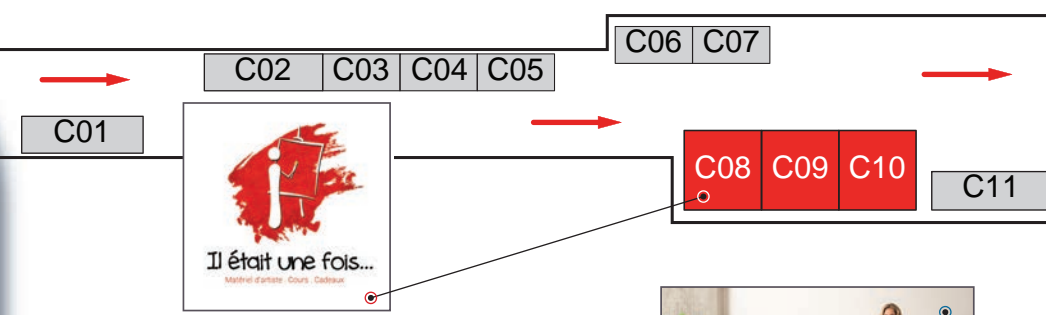 C06 C07
C02 C03 C04 C05
C01
C08 C09 C10
C11
Il était une fois...
Matériel d'artiste . Cours . Cadeaux